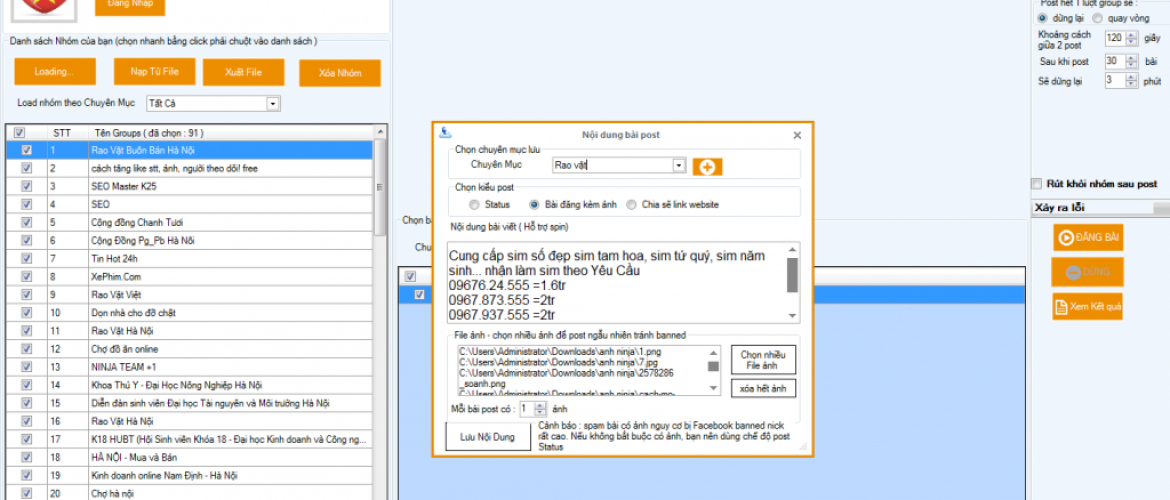 Đăng Nhập
Danh sách Nhóm của bạn (chọn nhanh bằng click phải chuột vào danh sách )
Loading...
Nạp Từ File
Xuất File
Xóa Nhóm
Load nhóm theo Chuyên Mục
Tất Cả
STT Tên Groups ( đã chọn : 91 )
1 Rao Vặt Buôn Bán Hà Nội
2 cách tăng like stt, ảnh, người theo dõi! free
3 SEO Master K25
4 SEO
5 Cộng đồng Chanh Tươi
6 Cộng Đồng Pg_Pb Hà Nôi
7 Tin Hot 24h
8 XePhim.Com
9 Rao Vặt Việt
10 Dọn nhà cho đỡ chật
11 Rao Vặt Hà Nội
12 Chợ đồ ăn online
13 NINJA TEAM +1
14 Khoa Thú Y - Đại Học Nông Nghiệp Hà Nội
15 Diễn đàn sinh viên Đại học Tài nguyên và Môi trường Hà Nội
16 Rao Vặt Hà Nội
17 K18 HUBT (Hội Sinh viên Khóa 18 - Đại học Kinh doanh và Công ng...
18 HÀ NỘI - Mua và Bán
19 Kinh doanh online Nam Định - Hà Nội
20 Chợ hà nội
Chọn b
Chu
Nội dung bài post
Chọn chuyên mục lưu
Chuyên Mục
Rao vặt
Chọn kiểu post
Status
Bài đăng kèm ảnh
Chia sẽ link website
Nội dung bài viết ( Hỗ trợ spin)
Cung cấp sim số đẹp sim tam hoa, sim tứ quý, sim năm
sinh... nhận làm sim theo Yêu Cầu
09676.24.555 =1.6tr
0967.873.555 =2tr
0967.937.555 =2tr
File ảnh - chọn nhiều ảnh để post ngẫu nhiên tránh banned
C:\Users\Administrator\Downloads\anh ninja\1.png
C:\Users\Administrator\Downloads\anh ninja\7.jpg
C:\Users\Administrator\Downloads\anh ninja\2578286
_soanh.png
C:\Users\Administrator\Downloads\anh ninja\cach-mo-
Chọn nhiều
File ảnh
xóa hết ảnh
Mỗi bài post có : 1 ảnh
Lưu Nội Dung
Cảnh báo : spam bài có ảnh nguy cơ bị Facebook banned nick
rất cao. Nếu không bắt buộc có ảnh, bạn nên dùng chế độ post
Status
Post hết 1 lượt group sẽ :
dừng lại
quay vòng
Khoảng cách
giữa 2 post
120 giây
Sau khi post 30 bài
Sẽ dừng lại 3 phút
Rút khỏi nhóm sau post
Xảy ra lỗi
ĐĂNG BÀI
DỪNG
Xem Kết quả